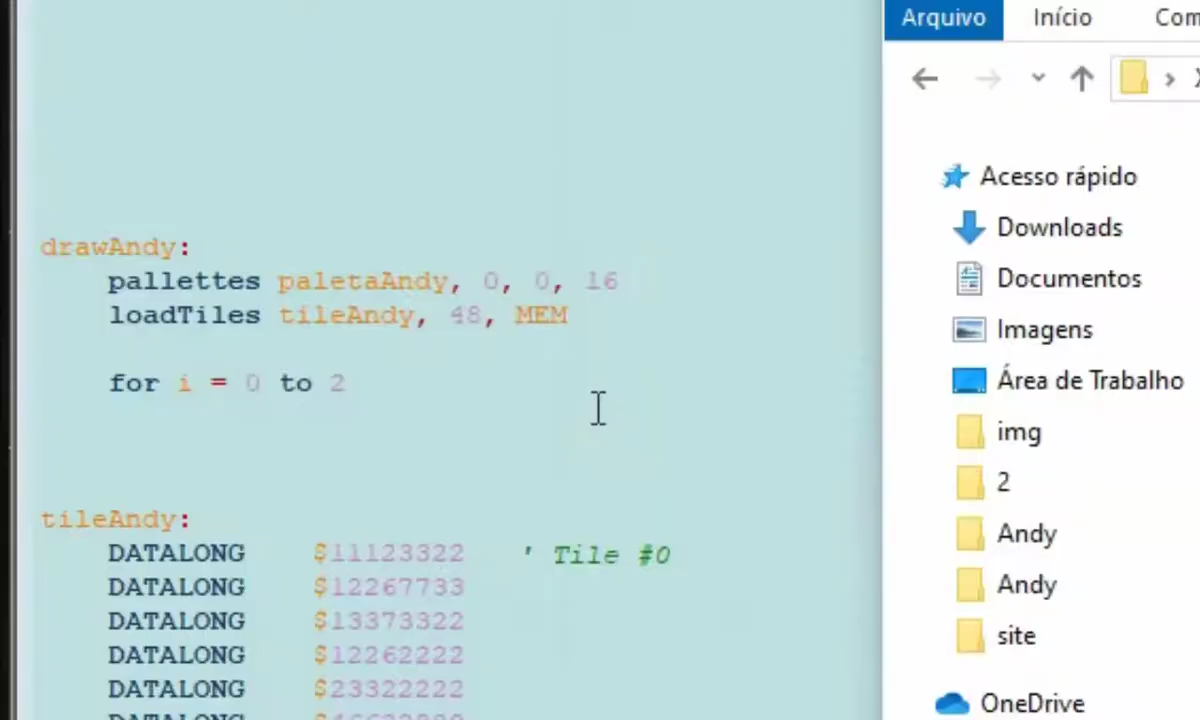 drawAndy:
pallettes paletaAndy, 0, 0, 16
loadTiles tileAndy, 48, MEM
for i = 0 to 2
tileAndy:
DATALONG $11123322 ' Tile #0
DATALONG $12267733
DATALONG $13373322
DATALONG $12262222
DATALONG $23322222
DATALONG
Arquivo Início
Acesso rápido
Downloads
Documentos
Imagens
Área de Trabalho
img
2
Andy
Andy
site
OneDrive